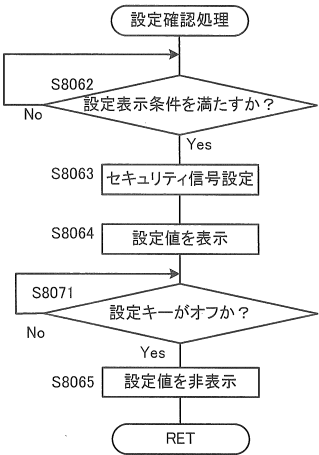 設定確認処理
S8062
設定表示条件を満たすか？
No
Yes
S8063
セキュリティ信号設定
S8064
設定値を表示
S8071
設定キーがオフか？
No
Yes
S8065
設定値を非表示
RET